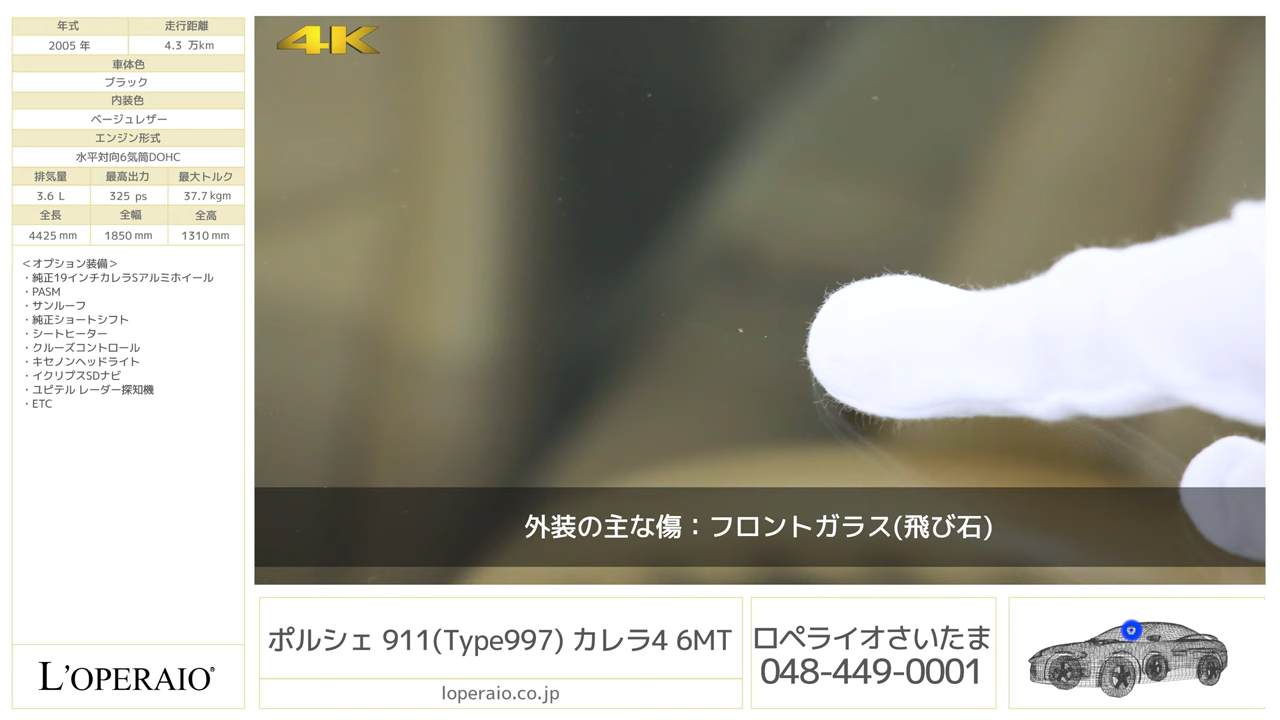 年式 走行距離
2005 年 4.3 万km
車体色
ブラック
内装色
ベージュレザー
エンジン形式
水平対向6気筒DOHC
排気量 最高出力 最大トルク
3.6 L 325 ps 37.7 kgm
全長 全幅 全高
4425 mm 1850 mm 1310 mm
＜オプション装備＞
・純正19インチカレラSアルミホイール
・PASM
・サンルーフ
・純正ショートシフト
・シートヒーター
・クルーズコントロール
・キセノンヘッドライト
・イクリプスSDナビ
・ユピテル レーダー探知機
・ETC
L'OPERAIO®
4K
外装の主な傷：フロントガラス(飛び石)
ポルシェ 911(Type997) カレラ4 6MT
loperaio.co.jp
ロペライオさいたま
048-449-0001